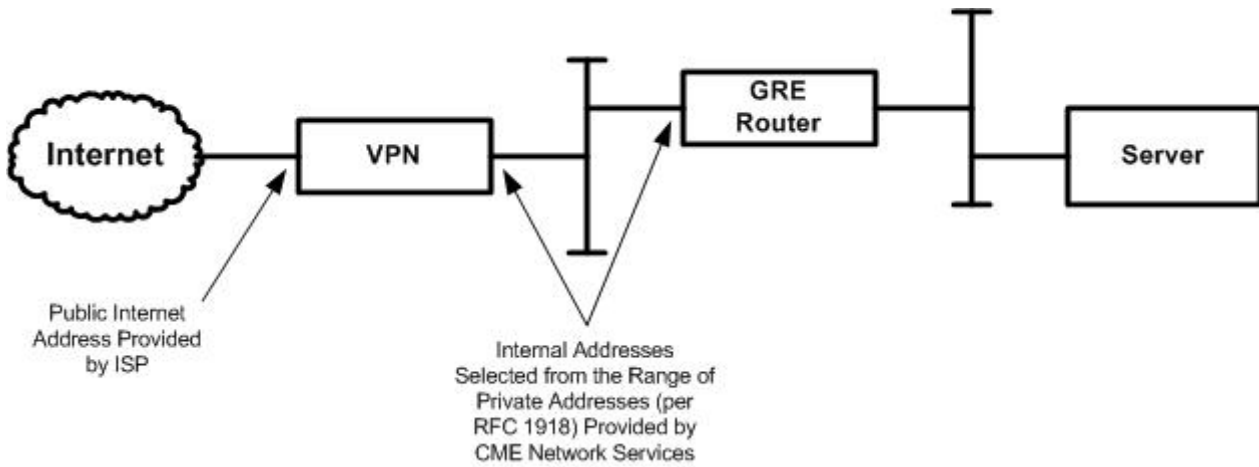 Internet
VPN
GRE
Router
Server
Public Internet
Address Provided
by ISP
Internal Addresses
Selected from the Range of
Private Addresses (per
RFC 1918) Provided by
CME Network Services